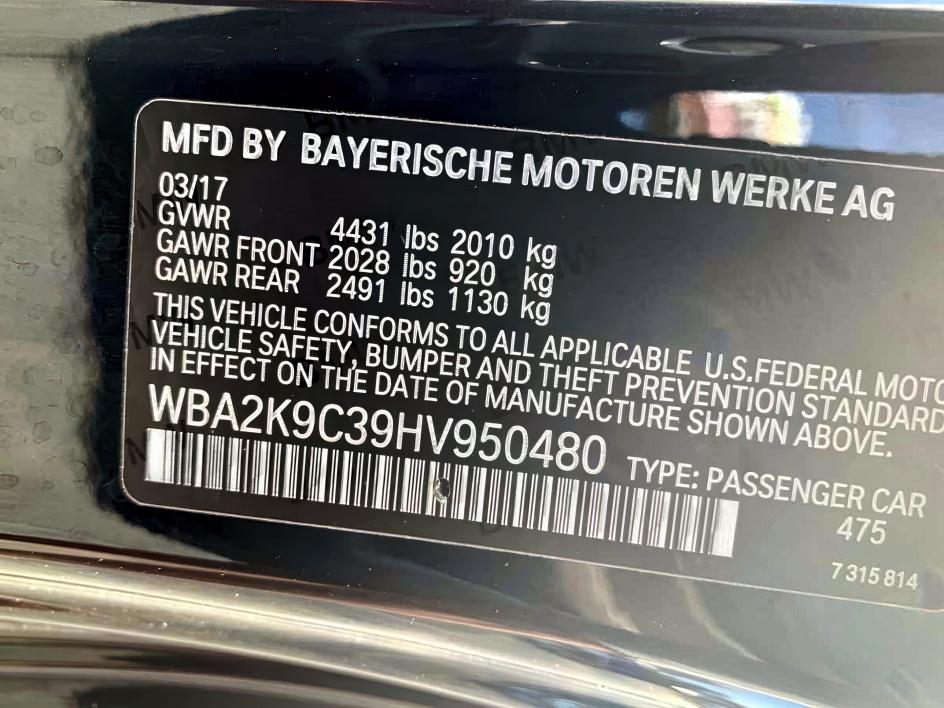 MFD BY BAYERISCHE MOTOREN WERKE AG
03/17
GVWR 4431 lbs 2010 kg
GAWR FRONT 2028 lbs 920 kg
GAWR REAR 2491 lbs 1130 kg
THIS VEHICLE CONFORMS TO ALL APPLICABLE U.S.FEDERAL MOTO
VEHICLE SAFETY, BUMPER AND THEFT PREVENTION STANDARD
IN EFFECT ON THE DATE OF MANUFACTURE SHOWN ABOVE.
WBA2K9C39HV950480
TYPE: PASSENGER CAR
475
7 315 814